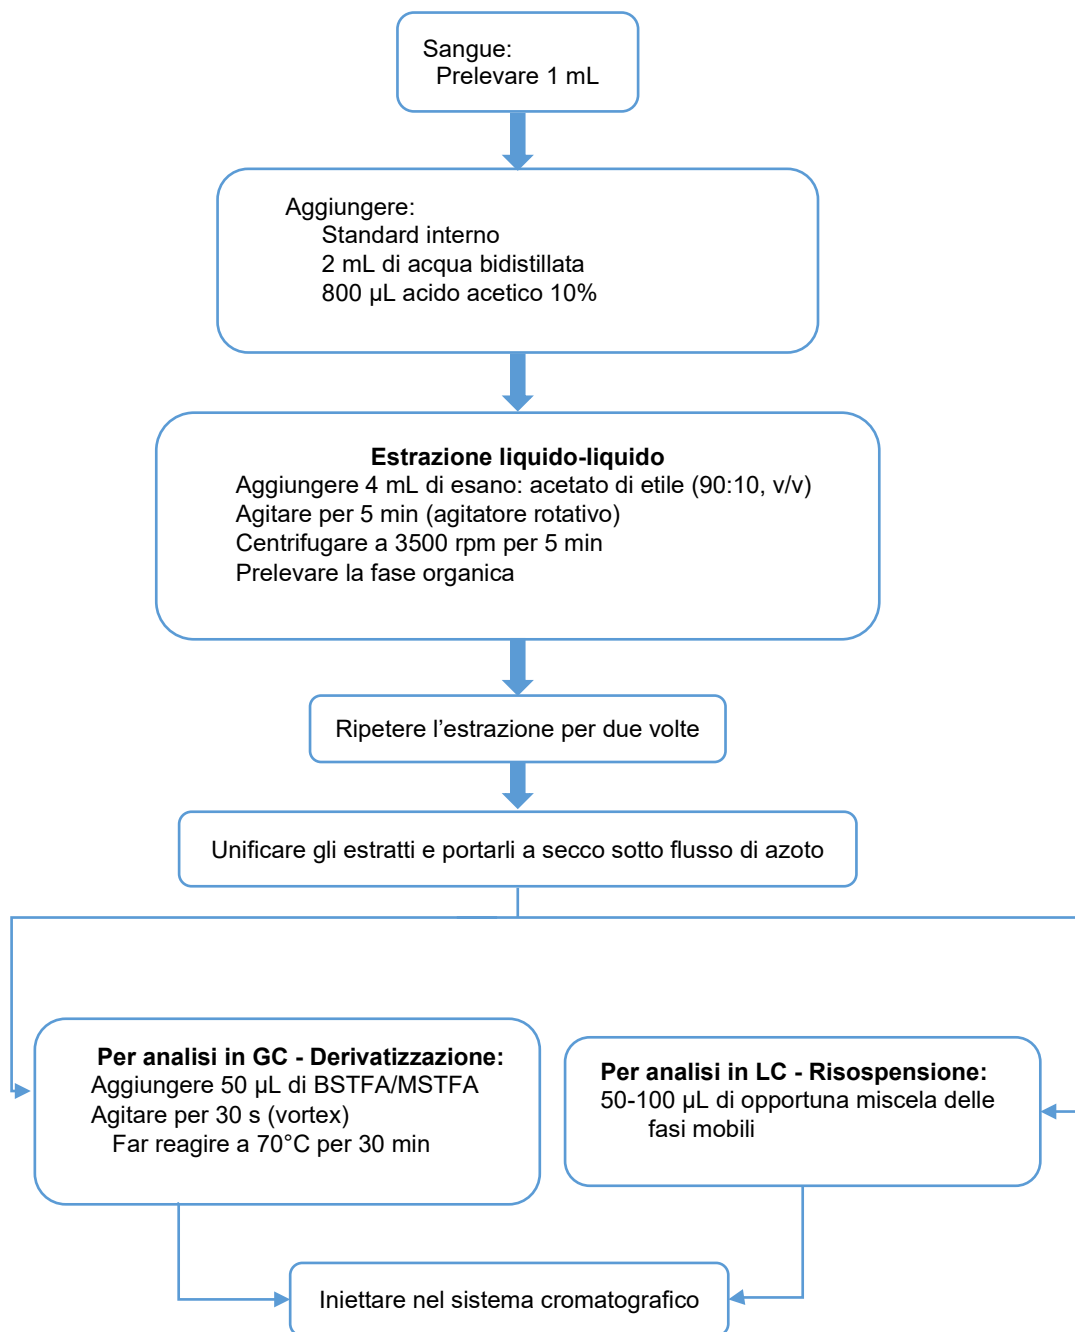 Sangue:
Prelevare 1 mL
Aggiungere:
Standard interno
2 mL di acqua bidistillata
800 µL acido acetico 10%
Estrazione liquido-liquido
Aggiungere 4 mL di esano: acetato di etile (90:10, v/v)
Agitare per 5 min (agitatore rotativo)
Centrifugare a 3500 rpm per 5 min
Prelevare la fase organica
Ripetere l’estrazione per due volte
Unificare gli estratti e portarli a secco sotto flusso di azoto
Per analisi in GC - Derivatizzazione:
Aggiungere 50 µL di BSTFA/MSTFA
Agitare per 30 s (vortex)
Far reagire a 70°C per 30 min
Per analisi in LC - Risospensione:
50-100 µL di opportuna miscela delle
fasi mobili
Iniettare nel sistema cromatografico